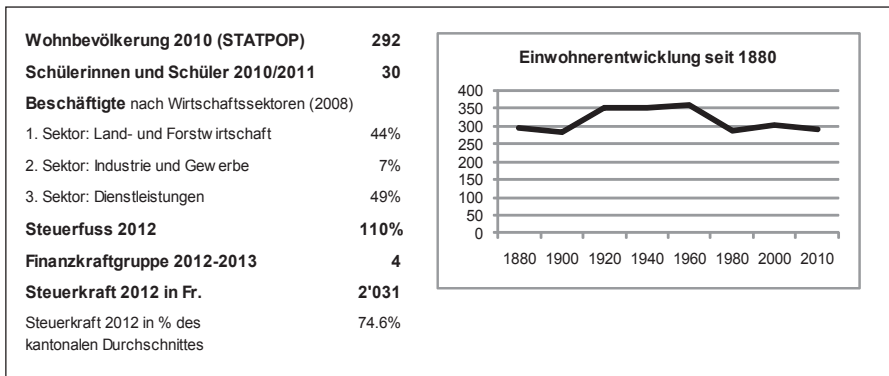 Wohnbevölkerung 2010 (STATPOP) 292
Schülerinnen und Schüler 2010/2011 30
Beschäftigte nach Wirtschaftssektoren (2008)
1. Sektor: Land- und Forstwirtschaft 44%
2. Sektor: Industrie und Gewerbe 7%
3. Sektor: Dienstleistungen 49%
Steuerfuss 2012 110%
Finanzkraftgruppe 2012-2013 4
Steuerkraft 2012 in Fr. 2'031
Steuerkraft 2012 in % des 74.6%
kantonalen Durchschnittes
Einwohnerentwicklung seit 1880
400
350
300
250
200
150
100
50
0
1880 1900 1920 1940 1960 1980 2000 2010